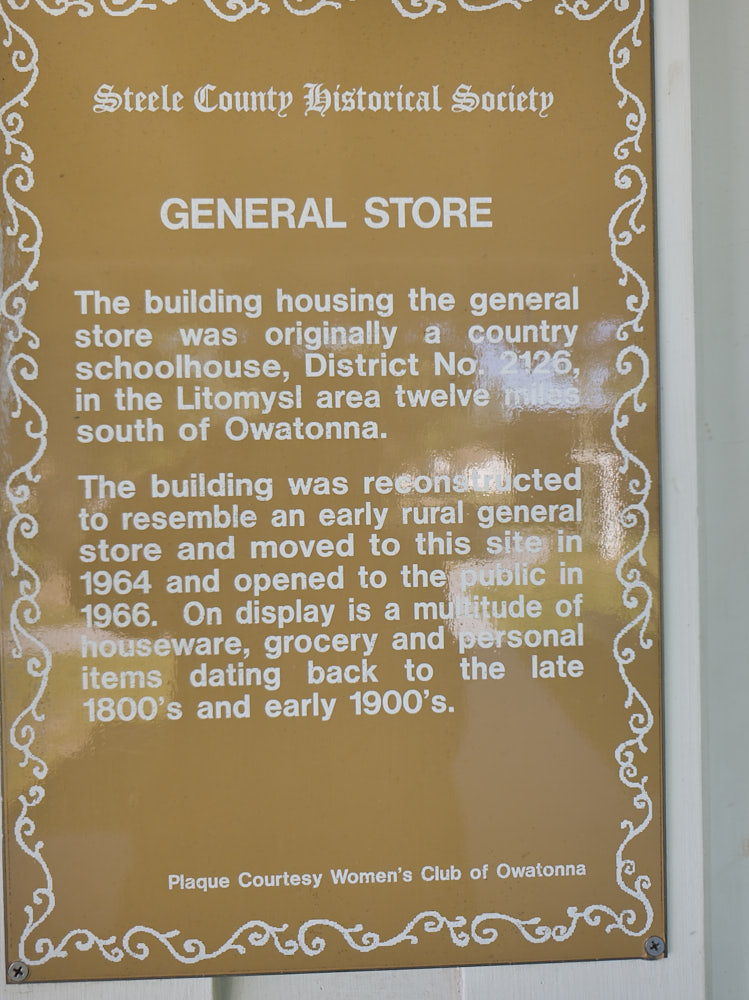 Steele County Historical Society
GENERAL STORE
The building housing the general
store was originally a country
schoolhouse, District No. 2126,
in the Litomysl area twelve miles
south of Owatonna.
The building was reconstructed
to resemble an early rural general
store and moved to this site in
1964 and opened to the public in
1966. On display is a multitude of
houseware, grocery and personal
items dating back to the late
1800's and early 1900's.
Plaque Courtesy Women's Club of Owatonna